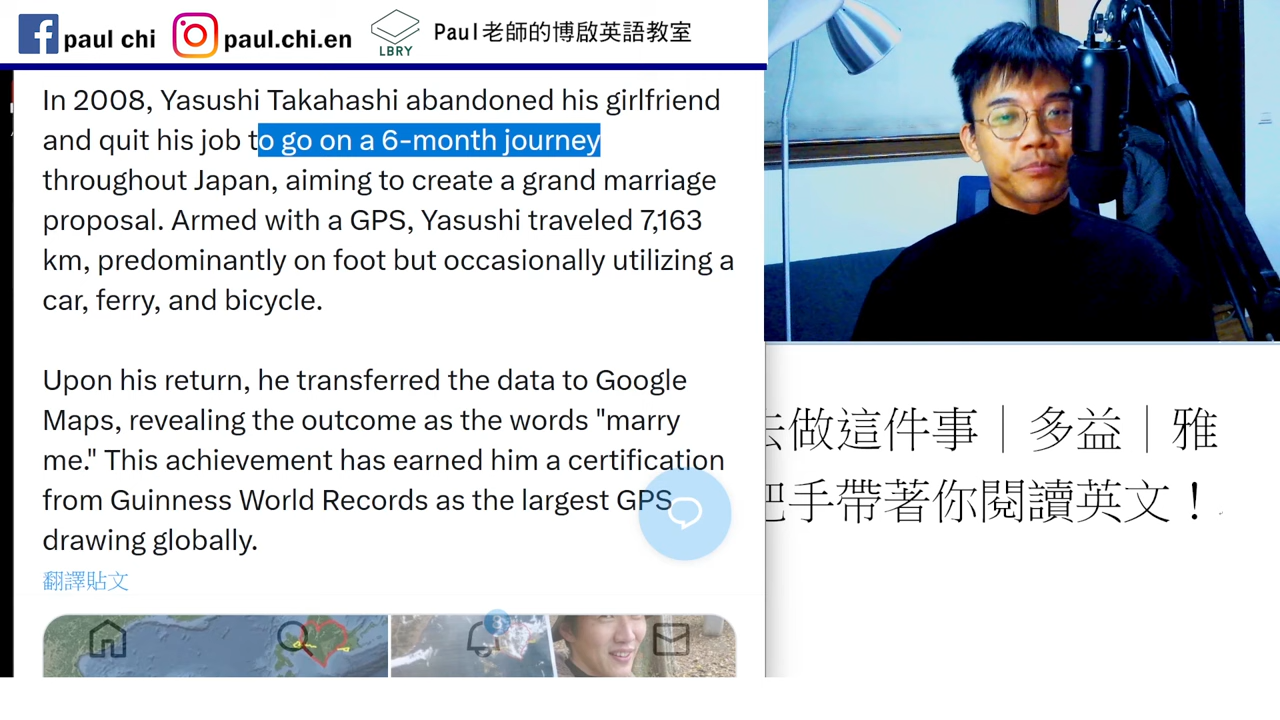 paul chi
paul.chi.en
LBRY
Paul老師的博啟英語教室
In 2008, Yasushi Takahashi abandoned his girlfriend
and quit his job to go on a 6-month journey
throughout Japan, aiming to create a grand marriage
proposal. Armed with a GPS, Yasushi traveled 7,163
km, predominantly on foot but occasionally utilizing a
car, ferry, and bicycle.
Upon his return, he transferred the data to Google
Maps, revealing the outcome as the words "marry
me." This achievement has earned him a certification
from Guinness World Records as the largest GPS
drawing globally.
翻譯貼文
去做這件事｜多益｜雅
把手帶著你閱讀英文！